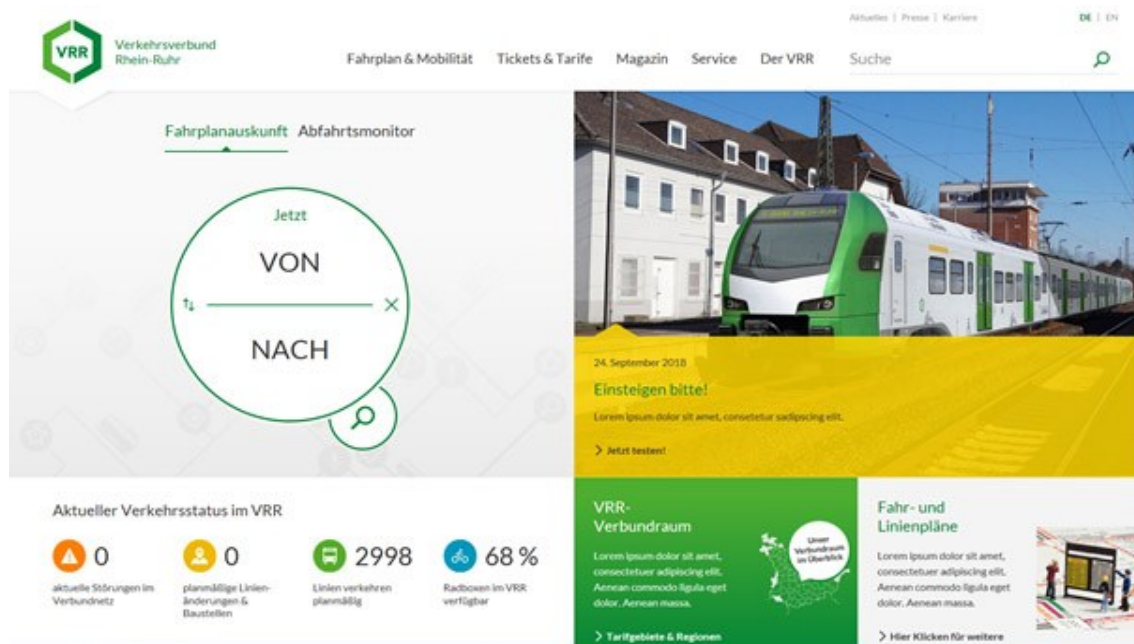 Aktuelles | Presse | Karriere
DE | EN
VRR
Verkehrsverbund
Rhein-Ruhr
Fahrplan & Mobilität
Tickets & Tarife
Magazin
Service
Der VRR
Suche
Fahrplanauskunft
Abfahrtsmonitor
Jetzt
VON
NACH
24. September 2018
Einsteigen bitte!
Lorem ipsum dolor sit amet, consetetur sadipscing elit.
Jetzt testen!
Aktueller Verkehrsstatus im VRR
0
aktuelle Störungen im
Verbundnetz
0
planmäßige Linien-
änderungen &
Baustellen
2998
Linien verkehren
planmäßig
68 %
Radboxen im VRR
verfügbar
VRR-
Verbundraum
Lorem ipsum dolor sit amet,
consectetuer adipiscing elit.
Aenean commodo ligula eget
dolor. Aenean massa.
Tarifgebiete & Regionen
Unser
Verbundraum
im Überblick
Fahr- und
Linienpläne
Lorem ipsum dolor sit amet,
consectetuer adipiscing elit.
Aenean commodo ligula eget
dolor. Aenean massa.
Hier Klicken für weitere